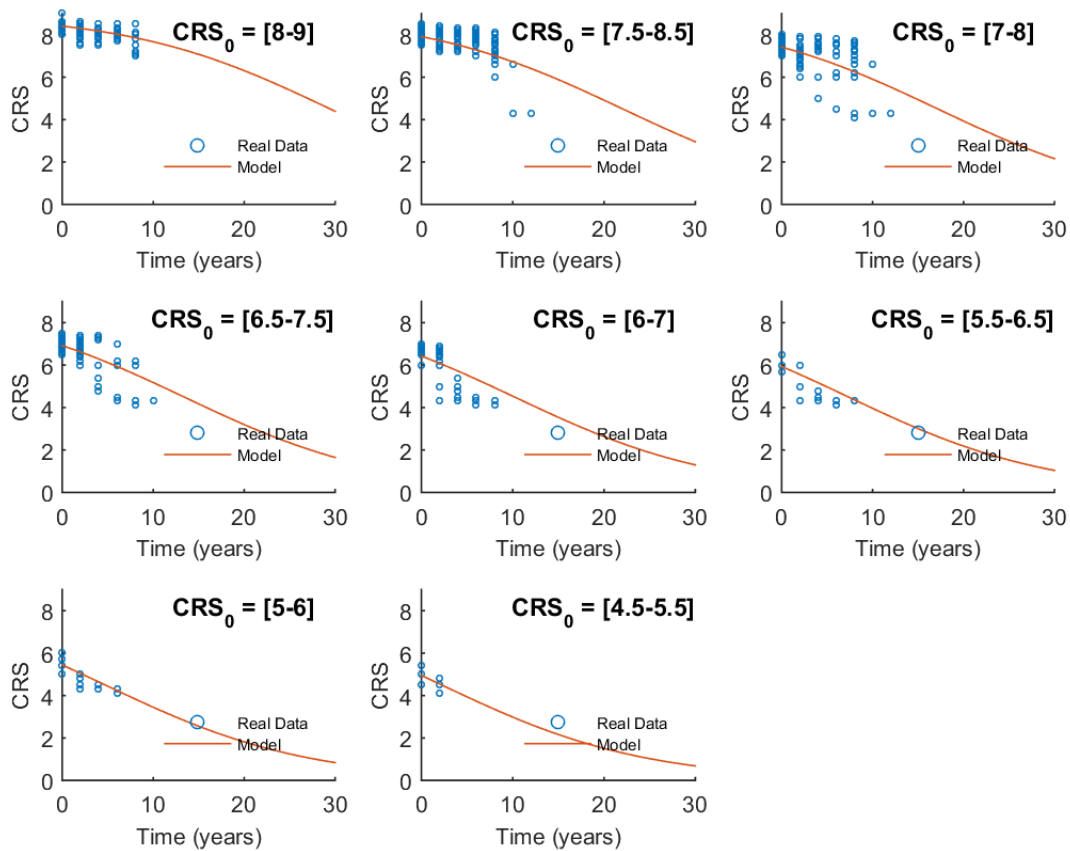 CRS₀ = [8-9]
CRS
8
6
4
2
0
Real Data
Model
0 10 20 30
Time (years)
CRS₀ = [7.5-8.5]
CRS
8
6
4
2
0
Real Data
Model
0 10 20 30
Time (years)
CRS₀ = [7-8]
CRS
8
6
4
2
0
Real Data
Model
0 10 20 30
Time (years)
CRS₀ = [6.5-7.5]
CRS
8
6
4
2
0
Real Data
Model
0 10 20 30
Time (years)
CRS₀ = [6-7]
CRS
8
6
4
2
0
Real Data
Model
0 10 20 30
Time (years)
CRS₀ = [5.5-6.5]
CRS
8
6
4
2
0
Real Data
Model
0 10 20 30
Time (years)
CRS₀ = [5-6]
CRS
8
6
4
2
0
Real Data
Model
0 10 20 30
Time (years)
CRS₀ = [4.5-5.5]
CRS
8
6
4
2
0
Real Data
Model
0 10 20 30
Time (years)